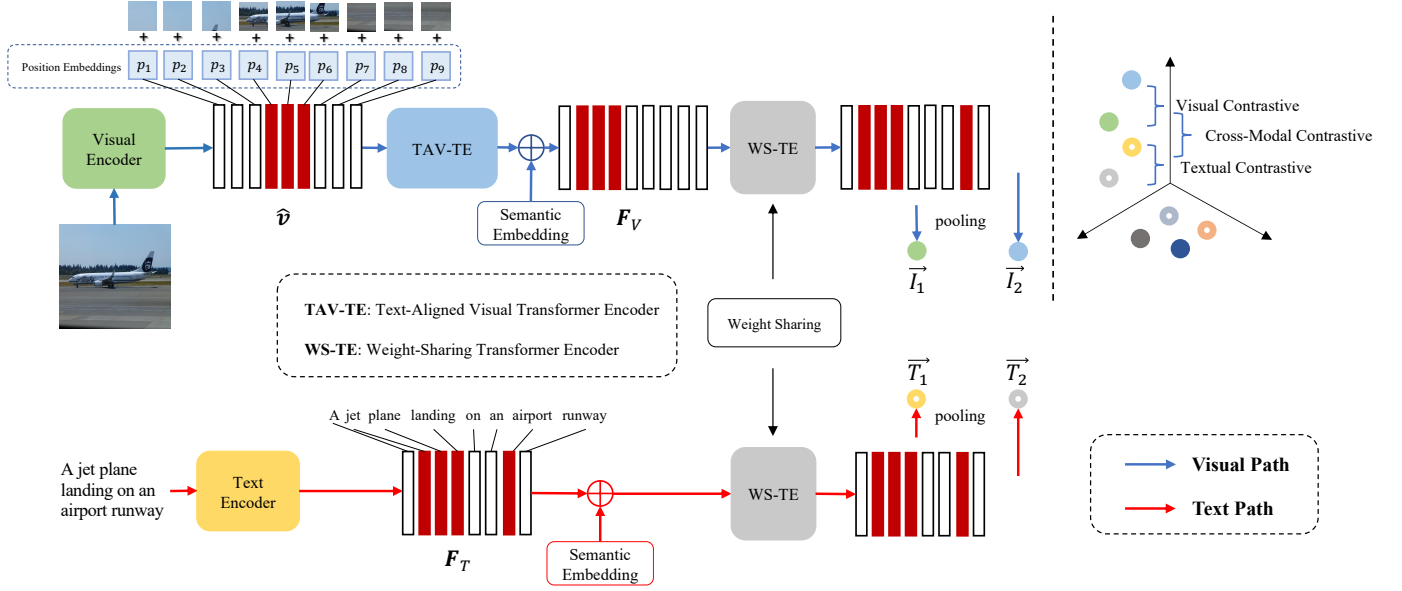 Position Embeddings p1 p2 p3 p4 p5 p6 p7 p8 p9
+ + + + + + + + +
Visual
Encoder
TAV-TE
WS-TE
v̂
Semantic
Embedding
F_V
pooling
I⃗1
I⃗2
Visual Contrastive
Cross-Modal Contrastive
Textual Contrastive
TAV-TE: Text-Aligned Visual Transformer Encoder
WS-TE: Weight-Sharing Transformer Encoder
Weight Sharing
T⃗1
T⃗2
pooling
A jet plane landing on an airport runway
A jet plane
landing on an
airport runway
Text
Encoder
WS-TE
F_T
Semantic
Embedding
Visual Path
Text Path